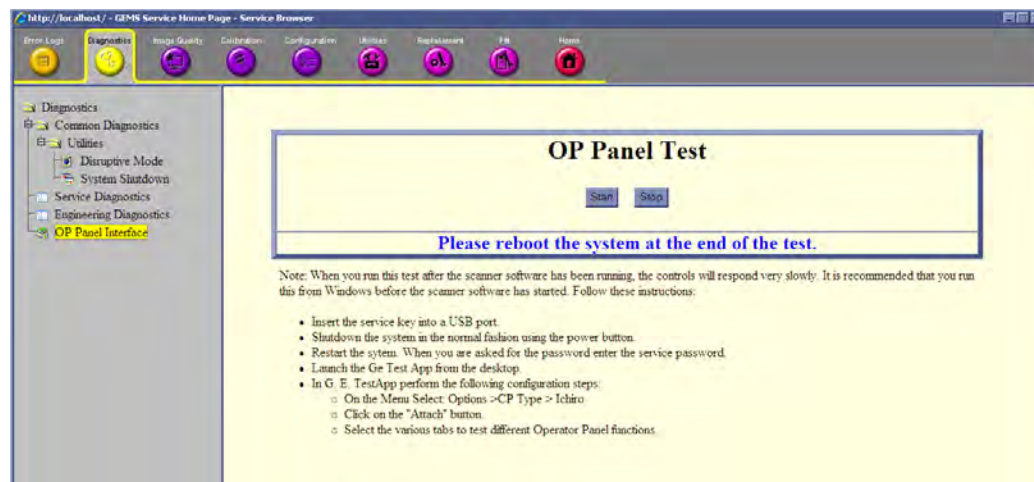 http://localhost/ - GEMS Service Home Page - Service Browser
Error Logs Diagnostics Image Quality Calibration Configuration Utilities Replacement PM Home
Diagnostics
Common Diagnostics
Utilities
Disruptive Mode
System Shutdown
Service Diagnostics
Engineering Diagnostics
OP Panel Interface
OP Panel Test
Start Stop
Please reboot the system at the end of the test.
Note: When you run this test after the scanner software has been running, the controls will respond very slowly. It is recommended that you run
this from Windows before the scanner software has started. Follow these instructions:
• Insert the service key into a USB port.
• Shutdown the system in the normal fashion using the power button.
• Restart the sytem. When you are asked for the password enter the service password.
• Launch the Ge Test App from the desktop.
• In G. E. TestApp perform the following configuration steps:
○ On the Menu Select: Options >CP Type > Ichiro
○ Click on the "Attach" button.
○ Select the various tabs to test different Operator Panel functions.